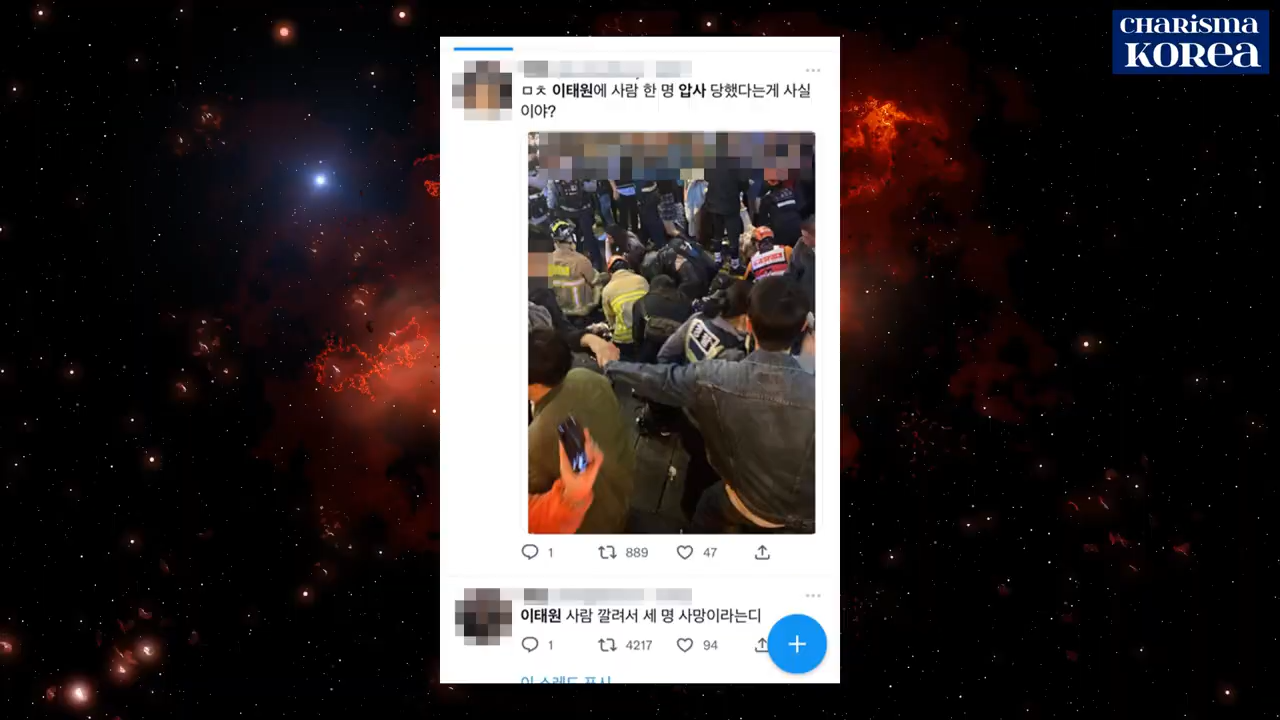 CHARISMA
KOREA
ㅁㅊ 이태원에 사람 한 명 압사 당했다는게 사실
이야?
1 889 47
이태원 사람 깔려서 세 명 사망이라는디
1 4217 94